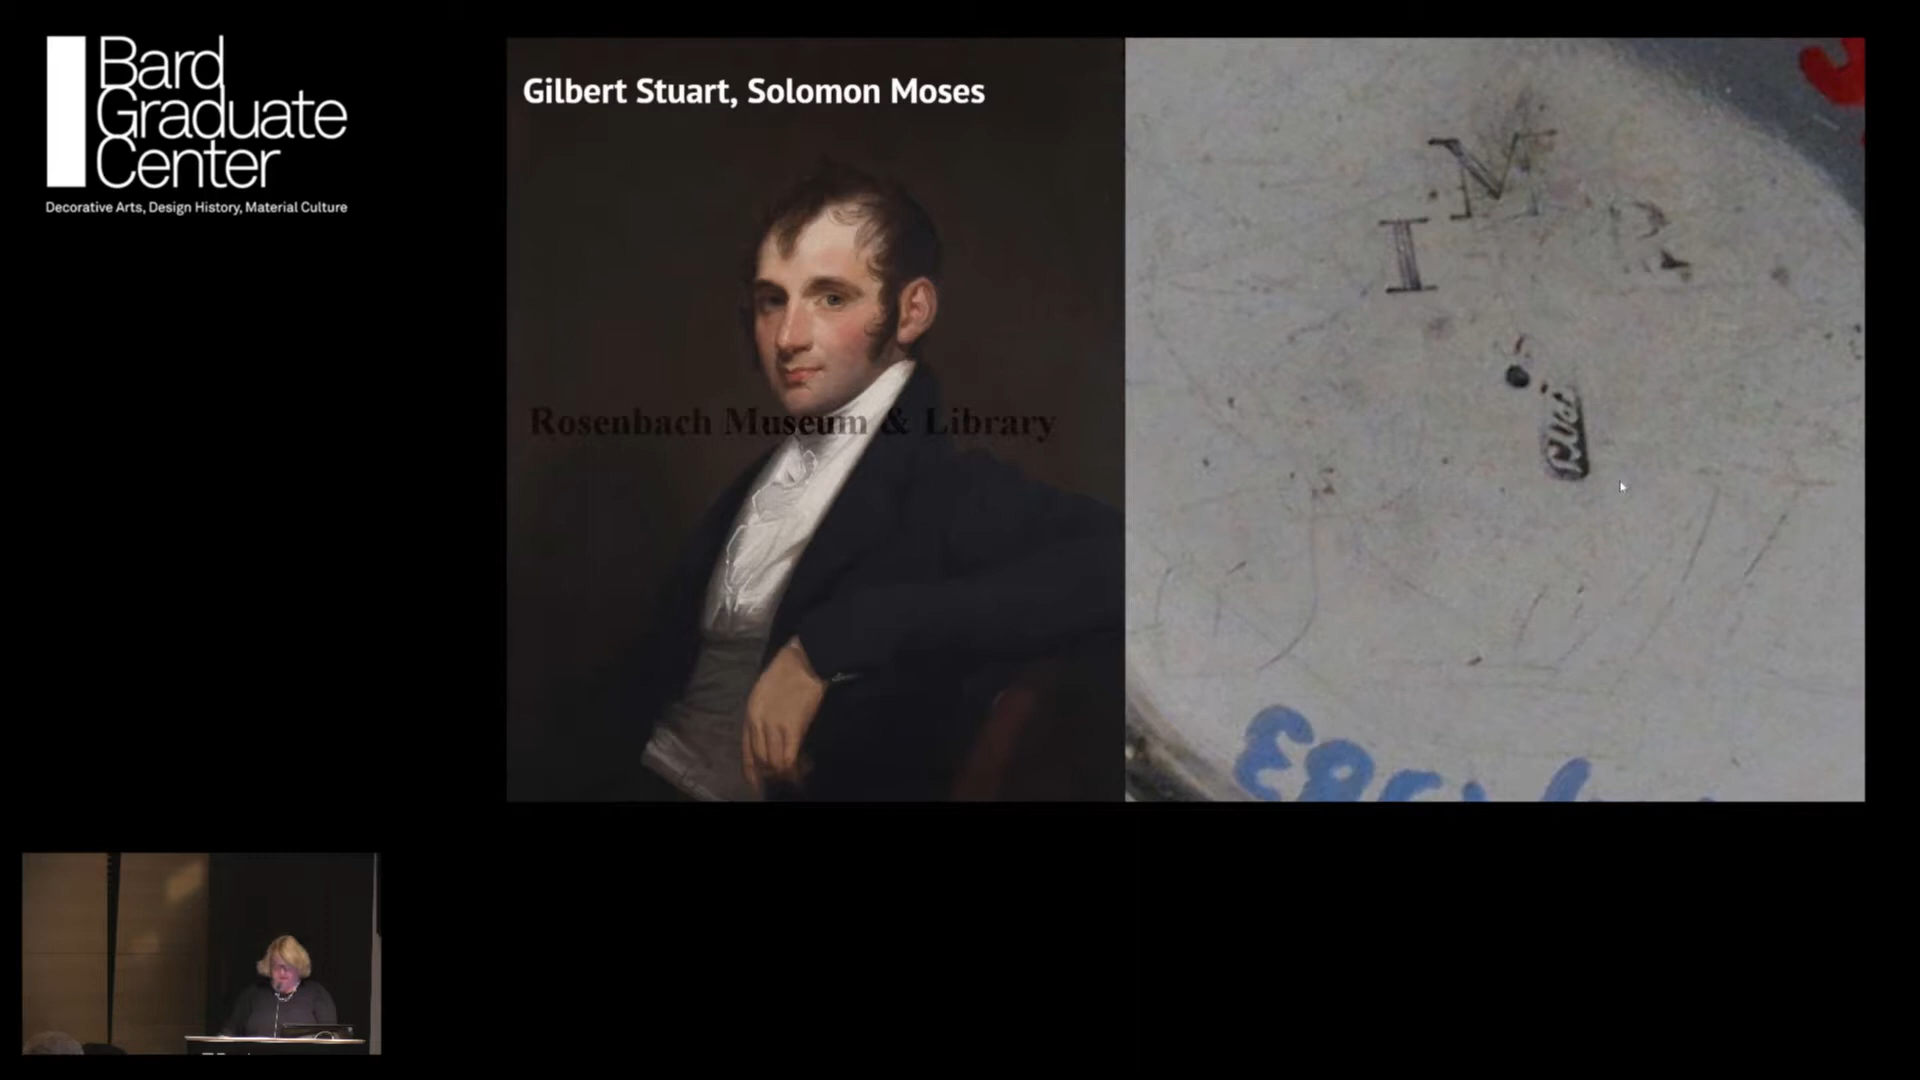 Bard
Graduate
Center
Decorative Arts, Design History, Material Culture
Gilbert Stuart, Solomon Moses
Rosenbach Museum & Library
M
I R